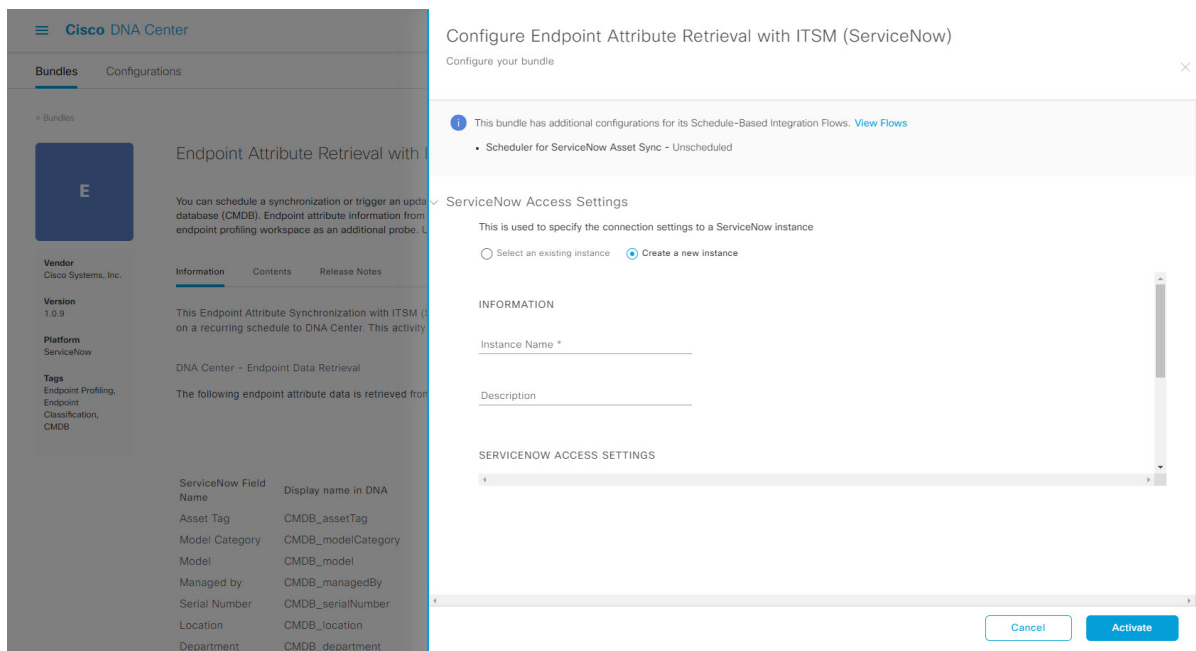 Cisco DNA Center
Bundles
Configurations
< Bundles
E
Endpoint Attribute Retrieval with
You can schedule a synchronization or trigger an upda
database (CMDB). Endpoint attribute information from
endpoint profiling workspace as an additional probe. U
Vendor
Cisco Systems, Inc.
Version
1.0.9
Platform
ServiceNow
Tags
Endpoint Profiling,
Endpoint
Classification,
CMDB
Information
Contents
Release Notes
This Endpoint Attribute Synchronization with ITSM (
on a recurring schedule to DNA Center. This activity
DNA Center - Endpoint Data Retrieval
The following endpoint attribute data is retrieved from
ServiceNow Field
Name
Display name in DNA
Asset Tag
CMDB_assetTag
Model Category
CMDB_modelCategory
Model
CMDB_model
Managed by
CMDB_managedBy
Serial Number
CMDB_serialNumber
Location
CMDB_location
Department
CMDB_department
Configure Endpoint Attribute Retrieval with ITSM (ServiceNow)
Configure your bundle
This bundle has additional configurations for its Schedule-Based Integration Flows. View Flows
• Scheduler for ServiceNow Asset Sync - Unscheduled
ServiceNow Access Settings
This is used to specify the connection settings to a ServiceNow instance
Select an existing instance
Create a new instance
INFORMATION
Instance Name *
Description
SERVICENOW ACCESS SETTINGS
Cancel
Activate